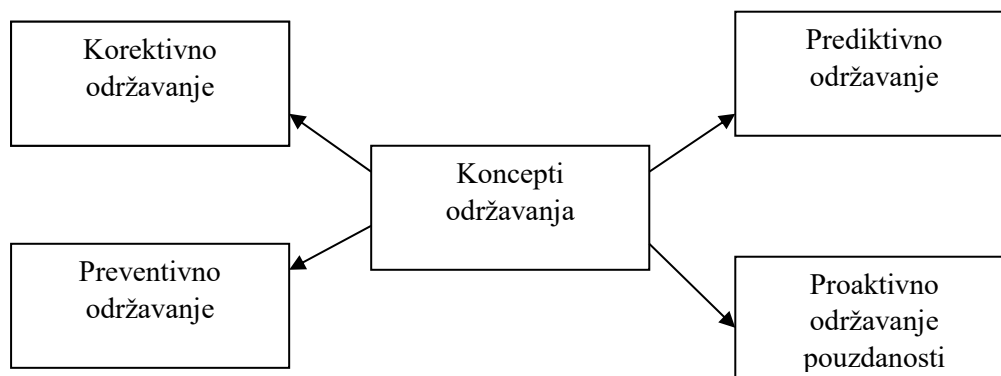 Korektivno
održavanje
Prediktivno
održavanje
Koncepti
održavanja
Preventivno
održavanje
Proaktivno
održavanje
pouzdanosti